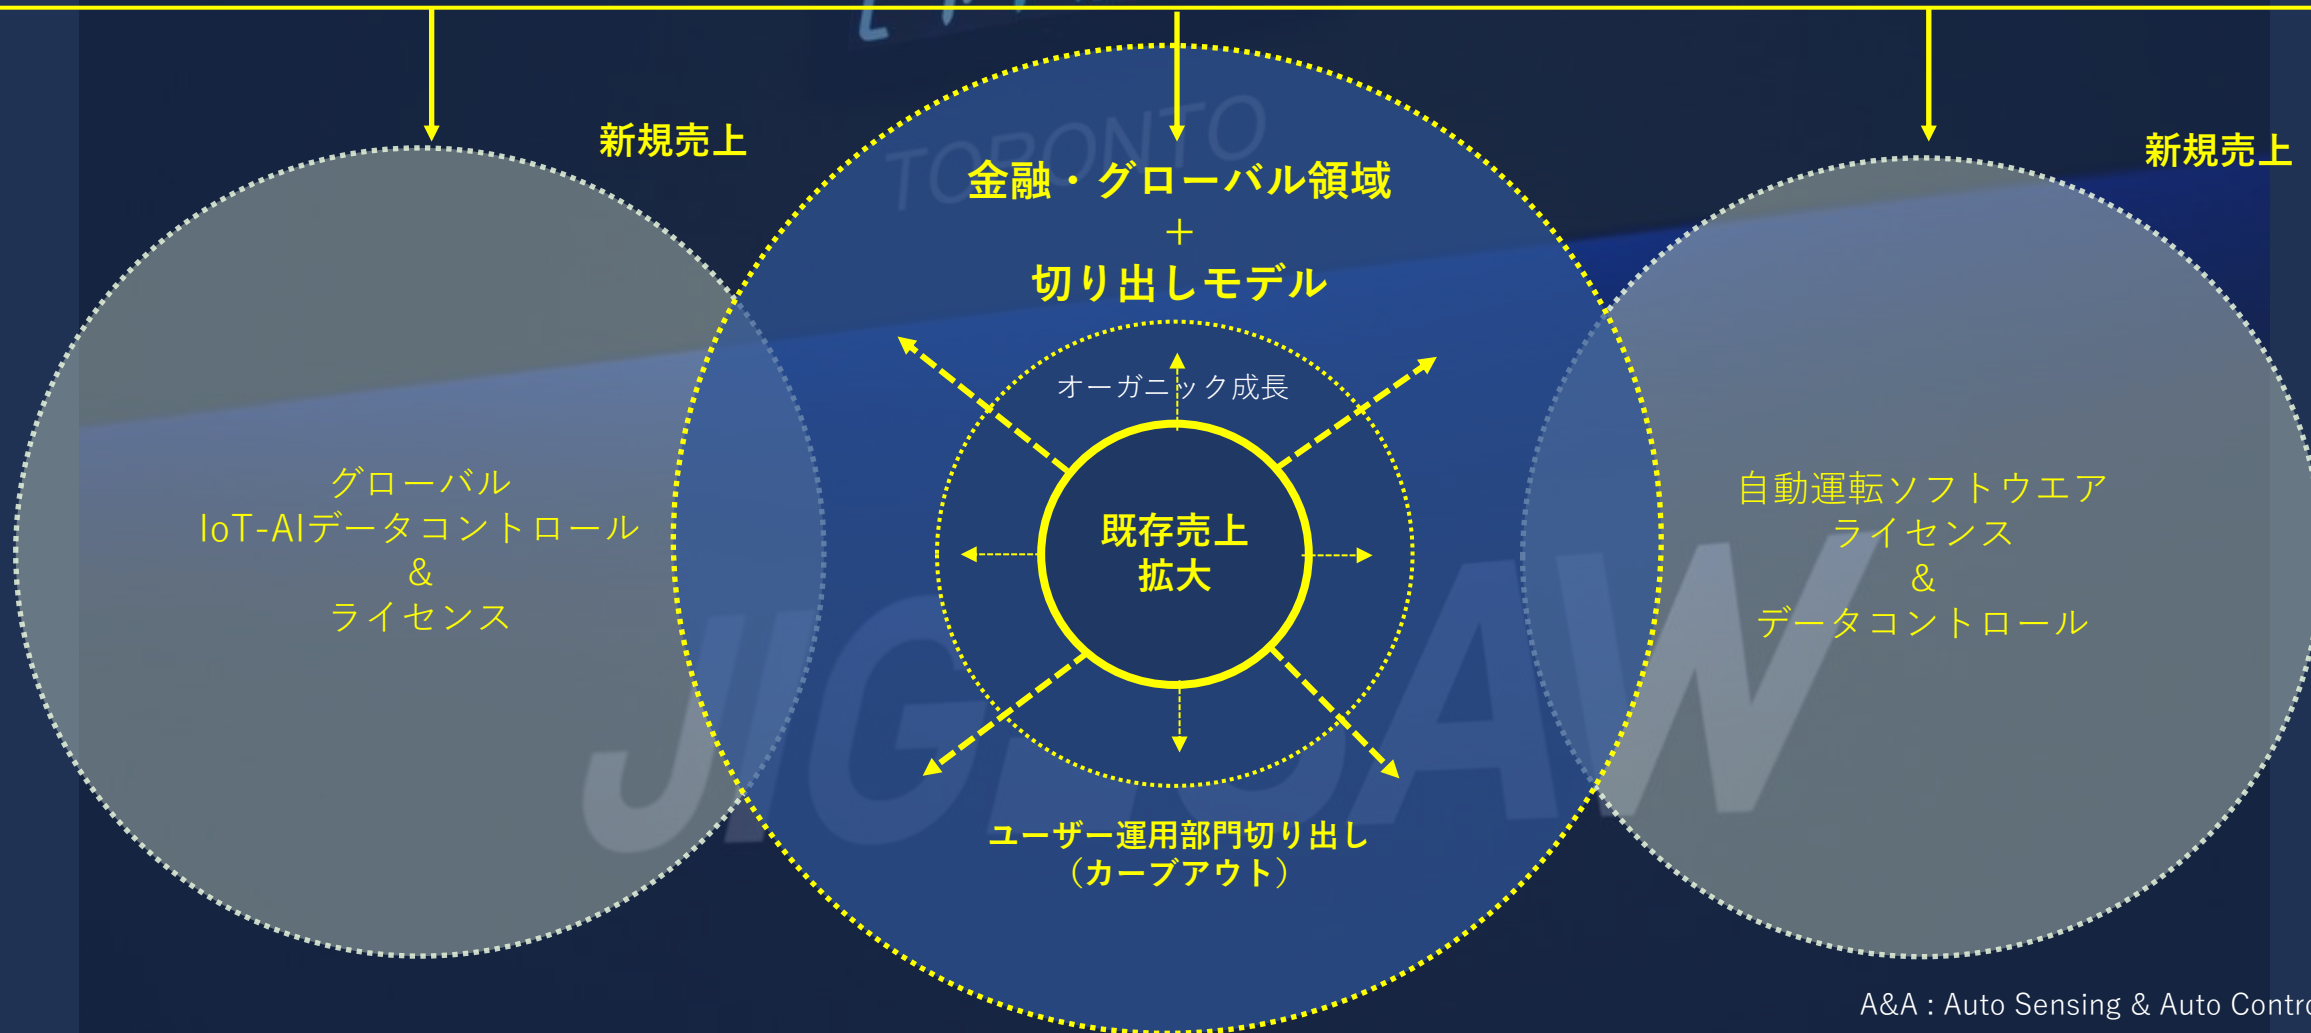 新規売上
新規売上
TORONTO
金融・グローバル領域
＋
切り出しモデル
オーガニック成長
既存売上
拡大
グローバル
IoT-AIデータコントロール
&
ライセンス
自動運転ソフトウエア
ライセンス
&
データコントロール
JIG-SAW
ユーザー運用部門切り出し
（カーブアウト）
A&A : Auto Sensing & Auto Contro